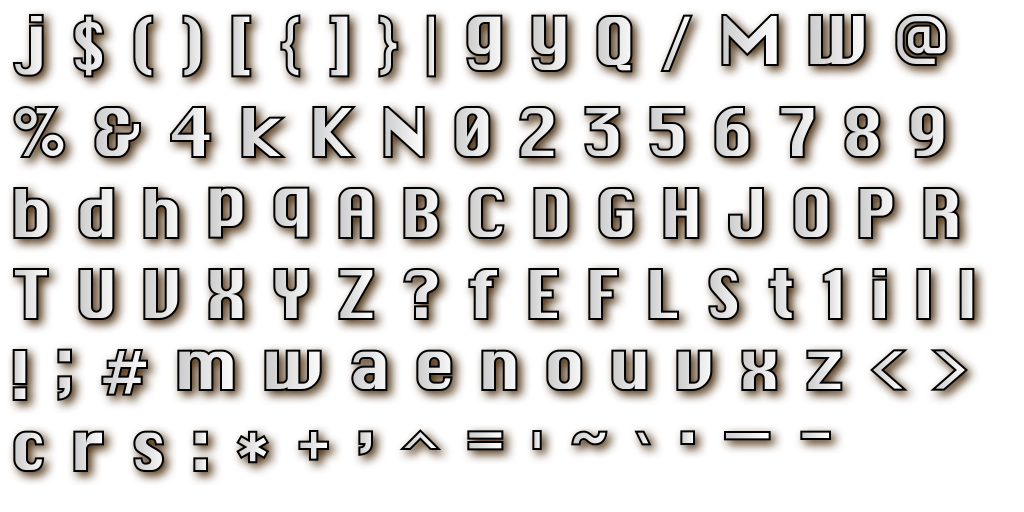 j $ ( ) [ { ] } | g y Q / M W @
% & 4 k K N 0 2 3 5 6 7 8 9
b d h p q A B C D G H J O P R
T U V X Y Z ? f E F L S t 1 i l I
! ; # m w a e n o u v x z < >
c r s : * + ' ^ = ' ~ ` . — -